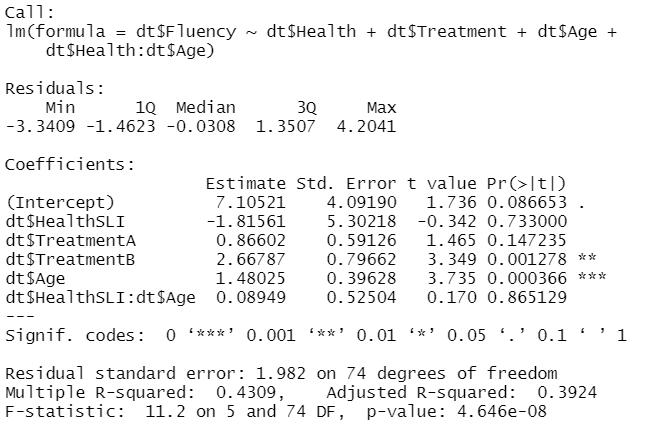 Call:
lm(formula = dt$Fluency ~ dt$Health + dt$Treatment + dt$Age +
    dt$Health:dt$Age)

Residuals:
    Min      1Q  Median      3Q     Max
-3.3409 -1.4623 -0.0308  1.3507  4.2041

Coefficients:
                    Estimate Std. Error t value Pr(>|t|)
(Intercept)          7.10521    4.09190   1.736 0.086653 .
dt$HealthSLI        -1.81561    5.30218  -0.342 0.733000
dt$TreatmentA        0.86602    0.59126   1.465 0.147235
dt$TreatmentB        2.66787    0.79662   3.349 0.001278 **
dt$Age               1.48025    0.39628   3.735 0.000366 ***
dt$HealthSLI:dt$Age  0.08949    0.52504   0.170 0.865129
---
Signif. codes:  0 ‘***’ 0.001 ‘**’ 0.01 ‘*’ 0.05 ‘.’ 0.1 ‘ ’ 1

Residual standard error: 1.982 on 74 degrees of freedom
Multiple R-squared:  0.4309,	Adjusted R-squared:  0.3924
F-statistic:  11.2 on 5 and 74 DF,  p-value: 4.646e-08